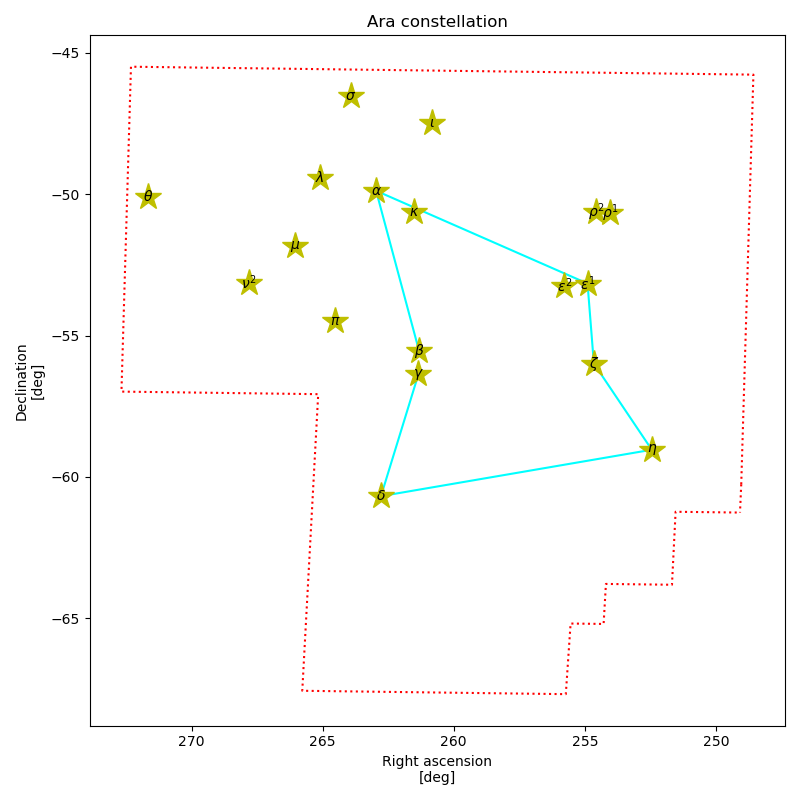 Ara constellation
Declination
[deg]
−45
−50
−55
−60
−65
σ
ι
λ
α
θ
κ
ρ² ρ¹
μ
ν²
ε² ε¹
π
β
ζ
γ
η
δ
270 265 260 255 250
Right ascension
[deg]